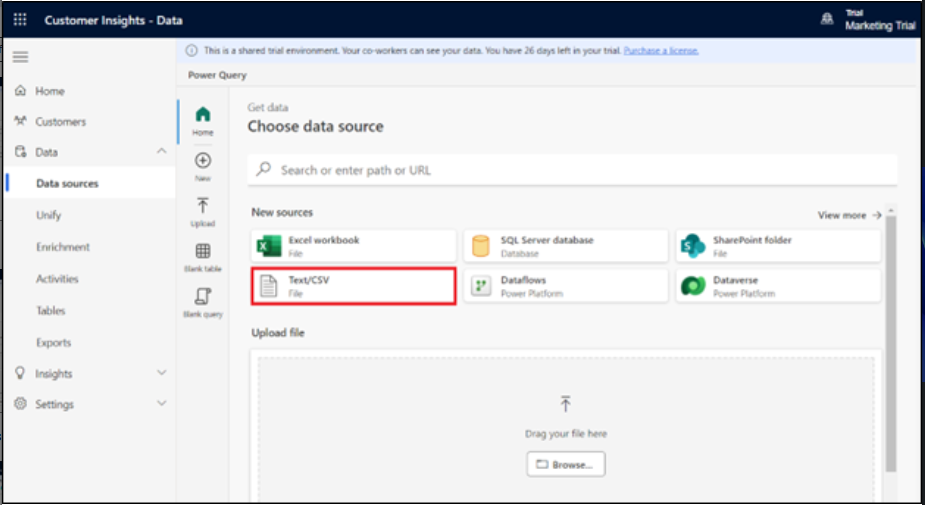 Customer Insights - Data
Trial
Marketing Trial
This is a shared trial environment. Your co-workers can see your data. You have 26 days left in your trial. Purchase a license.
Power Query
Home
Customers
Data
Data sources
Unify
Enrichment
Activities
Tables
Exports
Insights
Settings
Home
New
Upload
Blank table
Blank query
Get data
Choose data source
Search or enter path or URL
New sources
View more
Excel workbook
File
SQL Server database
Database
SharePoint folder
File
Text/CSV
File
Dataflows
Power Platform
Dataverse
Power Platform
Upload file
Drag your file here
Browse...